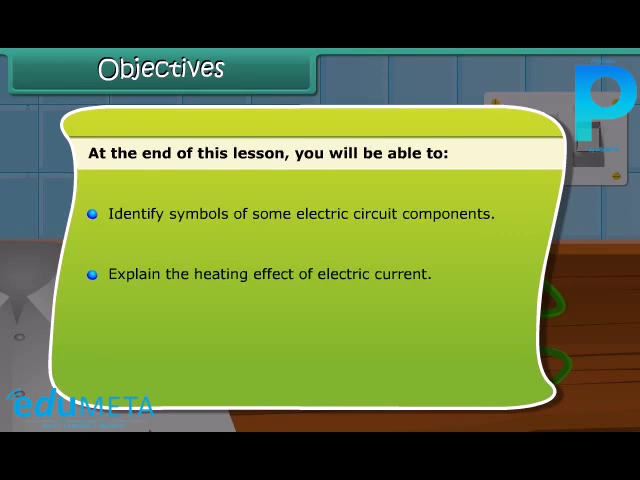 Objectives
At the end of this lesson, you will be able to:
Identify symbols of some electric circuit components.
Explain the heating effect of electric current.
eduMETA